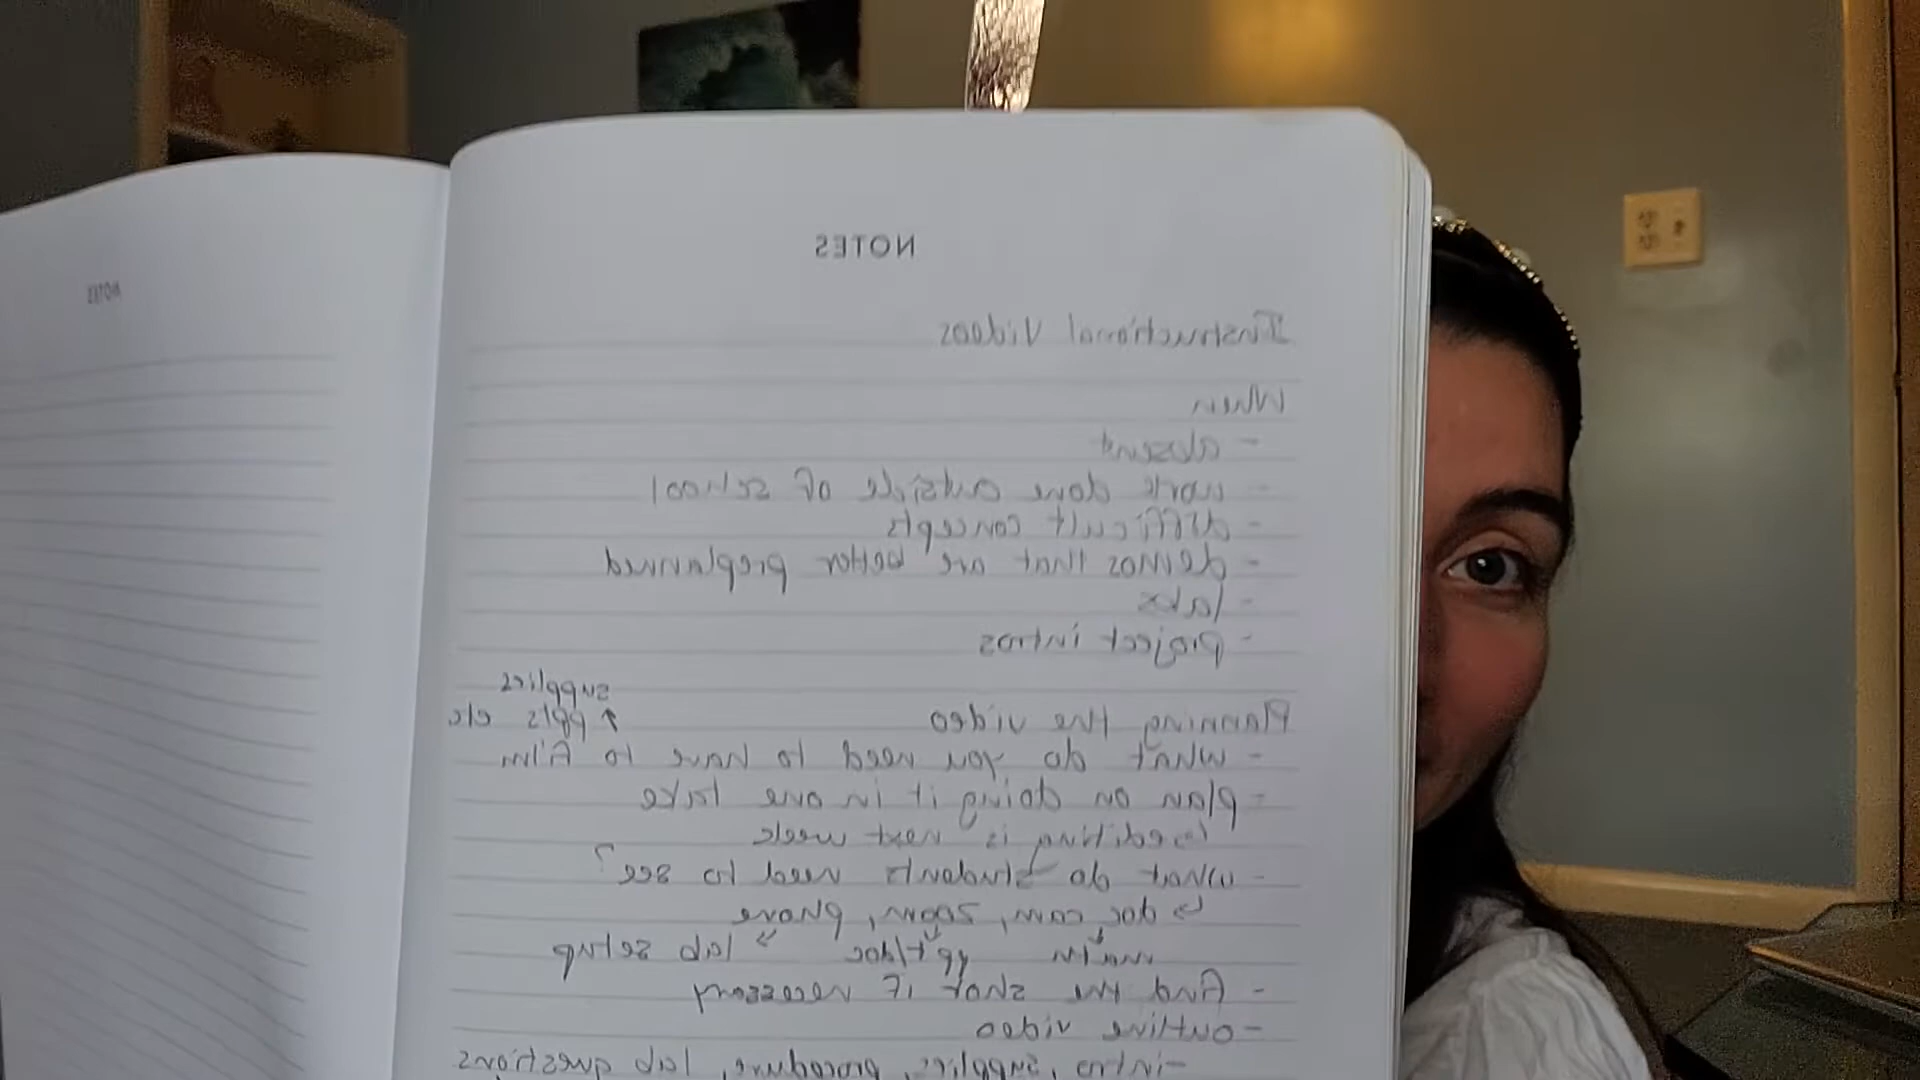 NOTES
NOTES
Instructional Videos
When
- absent
- work done outside of school
- difficult concepts
- demos that are better preplanned
- labs
- project intros
Planning the video ↑ ppts etc
supplies
- What do you need to have to film
- plan on doing it in one take
↳ editing is next week
- what do students need to see?
↳ doc cam, zoom, phone
math ppt/doc lab setup
- find the shot if necessary
- outline video
- intro, supplies, procedure, lab questions